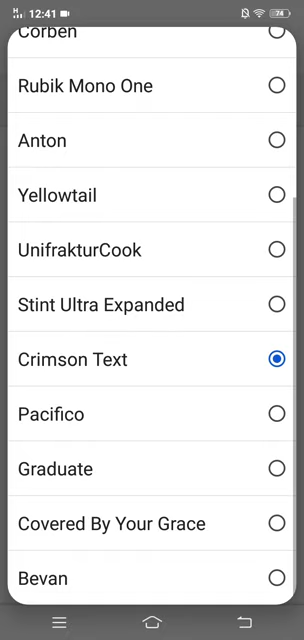 H 12:41 74
Corben
Rubik Mono One
Anton
Yellowtail
UnifrakturCook
Stint Ultra Expanded
Crimson Text
Pacifico
Graduate
Covered By Your Grace
Bevan